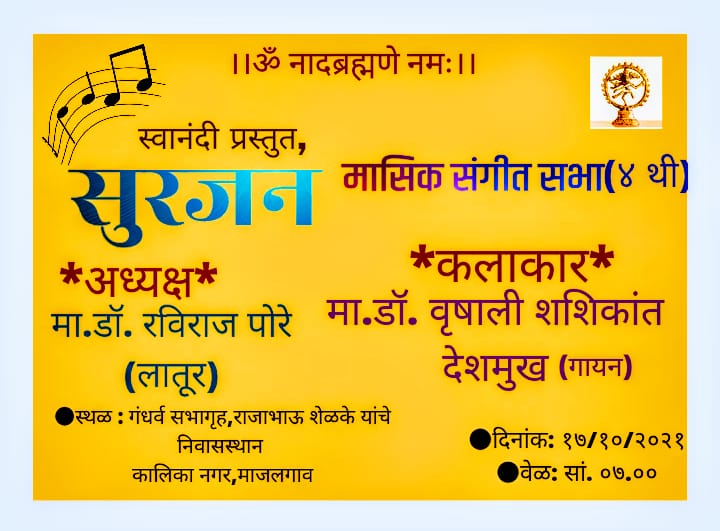 ।।ॐ नादब्रह्मणे नमः।।
स्वानंदी प्रस्तुत,
सुरजन मासिक संगीत सभा(४ थी)
*अध्यक्ष*
मा.डॉ. रविराज पोरे
(लातूर)
*कलाकार*
मा.डॉ. वृषाली शशिकांत
देशमुख (गायन)
●स्थळ : गंधर्व सभागृह,राजाभाऊ शेळके यांचे
निवासस्थान
कालिका नगर,माजलगाव
●दिनांक: १७/१०/२०२१
●वेळ: सां. ०७.००